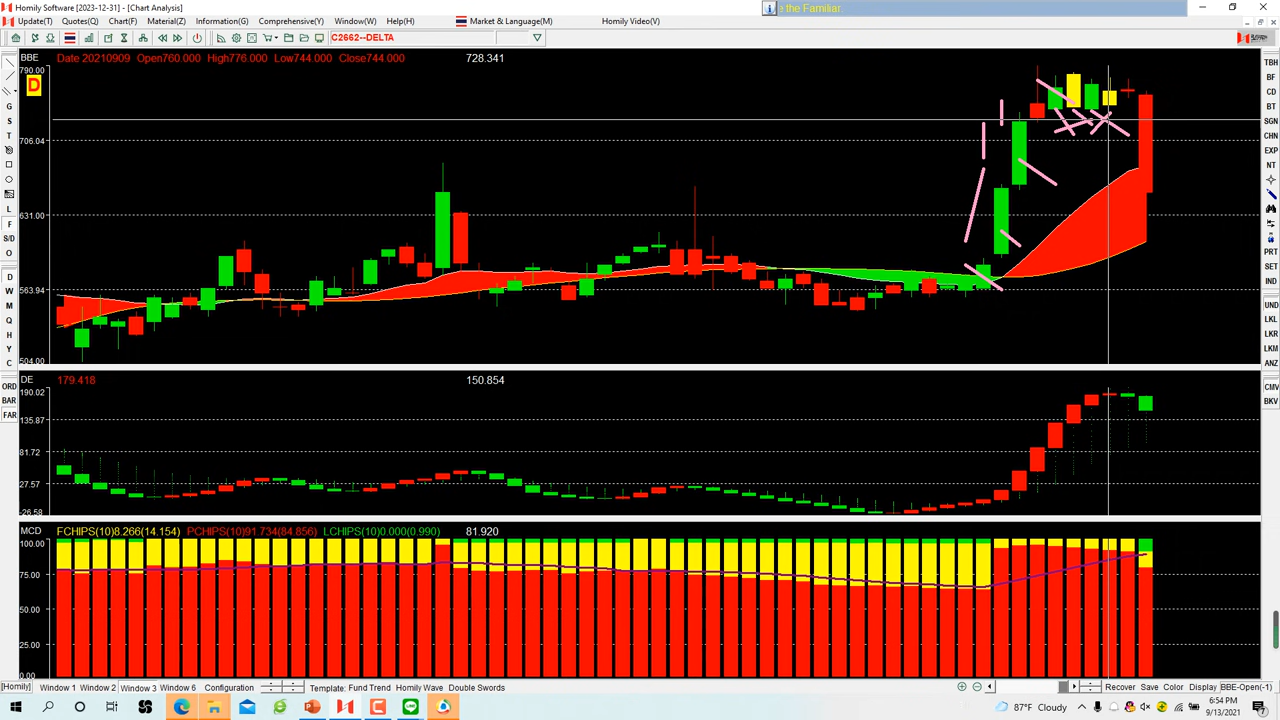 Homily Software [2023-12-31] - [Chart Analysis]
Update(T) Quotes(Q) Chart(F) Material(Z) Information(G) Comprehensive(Y) Window(W) Help(H) Market & Language(M) Homily Video(V)
the Familiar.
C2662--DELTA
BBE Date 20210909 Open760.000 High776.000 Low744.000 Close744.000 728.341
790.00
D
706.04
631.00
563.94
504.00
DE 179.418 150.854
190.02
135.87
81.72
27.57
-26.58
MCD FCHIPS(10)8.266(14.154) PCHIPS(10)91.734(84.856) LCHIPS(10)0.000(0.990) 81.920
100.00
75.00
50.00
25.00
0.00
G
S
T
L
F
S/D
O
D
W
M
Q
H
Y
C
ORD
BAR
FAR
TBH
BF
CD
BT
SGN
CHN
EXP
NT
PRT
SET
IND
UND
LKL
LKR
LKM
ANZ
CMV
BKV
[Homily] Window 1 Window 2 Window 3 Window 6 Configuration Template: Fund Trend Homily Wave Double Swords Recover Save Color Display BBE-Open(-1)
87°F Cloudy
6:54 PM
9/13/2021